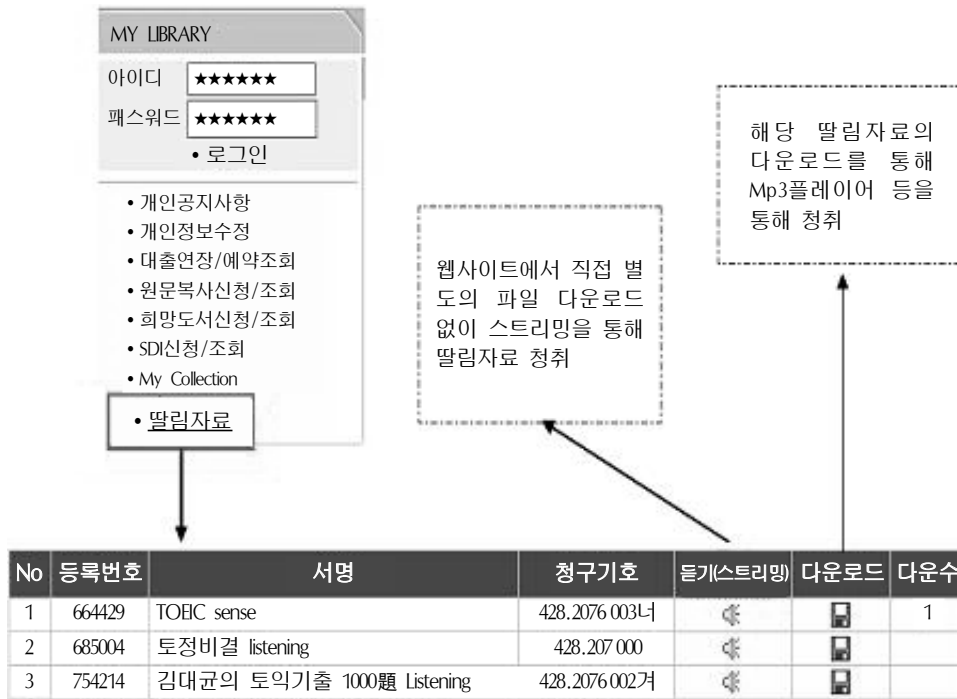 MY LIBRARY
아이디 ★★★★★★
패스워드 ★★★★★★
• 로그인
• 개인공지사항
• 개인정보수정
• 대출연장/예약조회
• 원문복사신청/조회
• 희망도서신청/조회
• SDI신청/조회
• My Collection
• 딸림자료
웹사이트에서 직접 별
도의 파일 다운로드
없이 스트리밍을 통해
딸림자료 청취
해당 딸림자료의
다운로드를 통해
Mp3플레이어 등을
통해 청취
No 등록번호 서명 청구기호 듣기(스트리밍) 다운로드 다운수
1 664429 TOEIC sense 428.2076 003너 1
2 685004 토정비결 listening 428.207 000
3 754214 김대균의 토익기출 1000題 Listening 428.2076 002겨